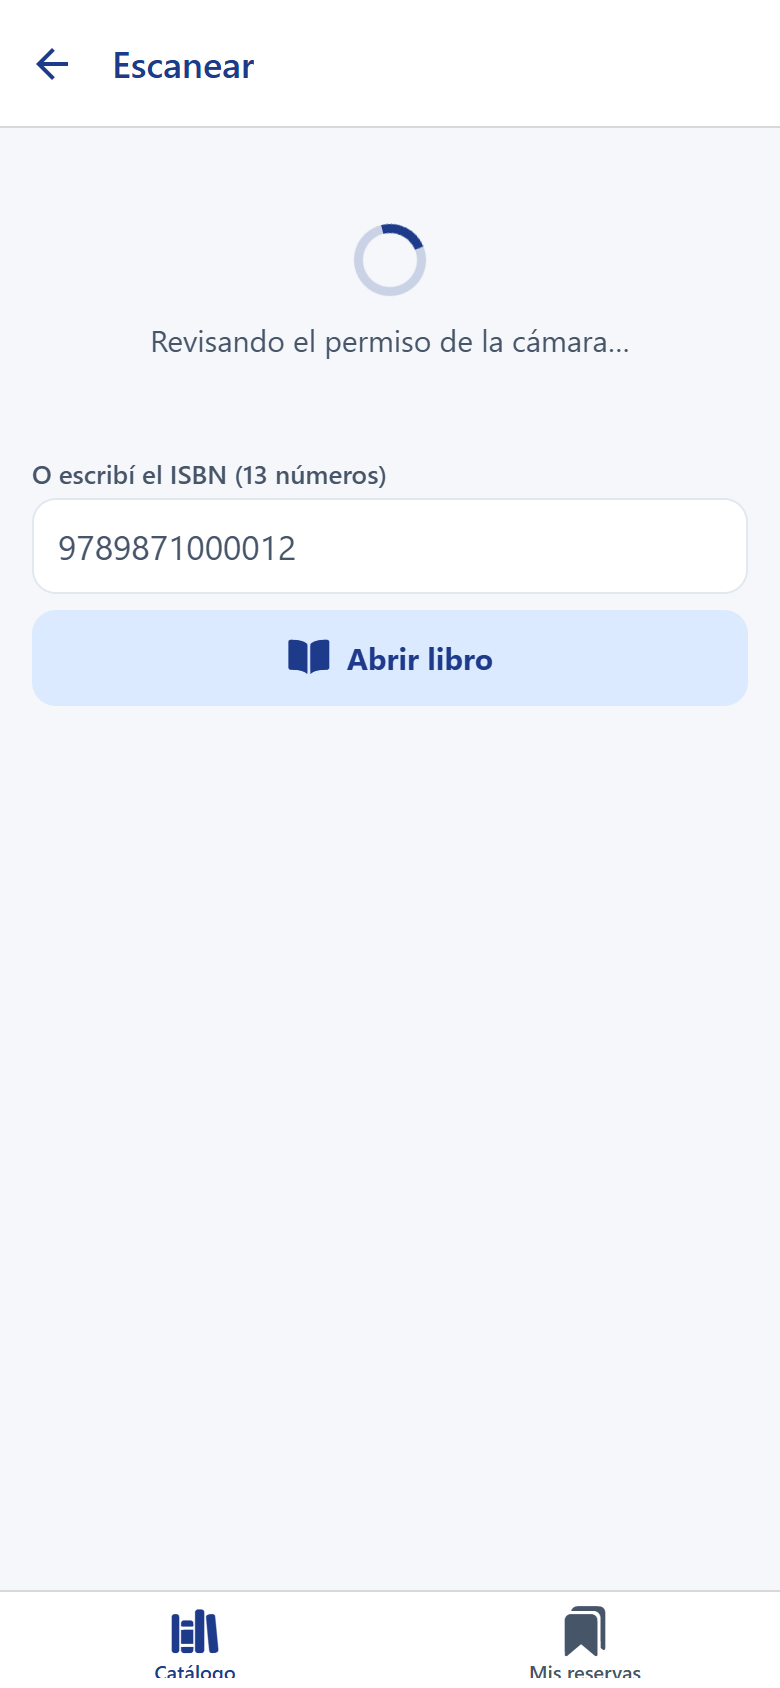 Escanear
Revisando el permiso de la cámara...
O escribí el ISBN (13 números)
9789871000012
Abrir libro
Catálogo
Mis reservas